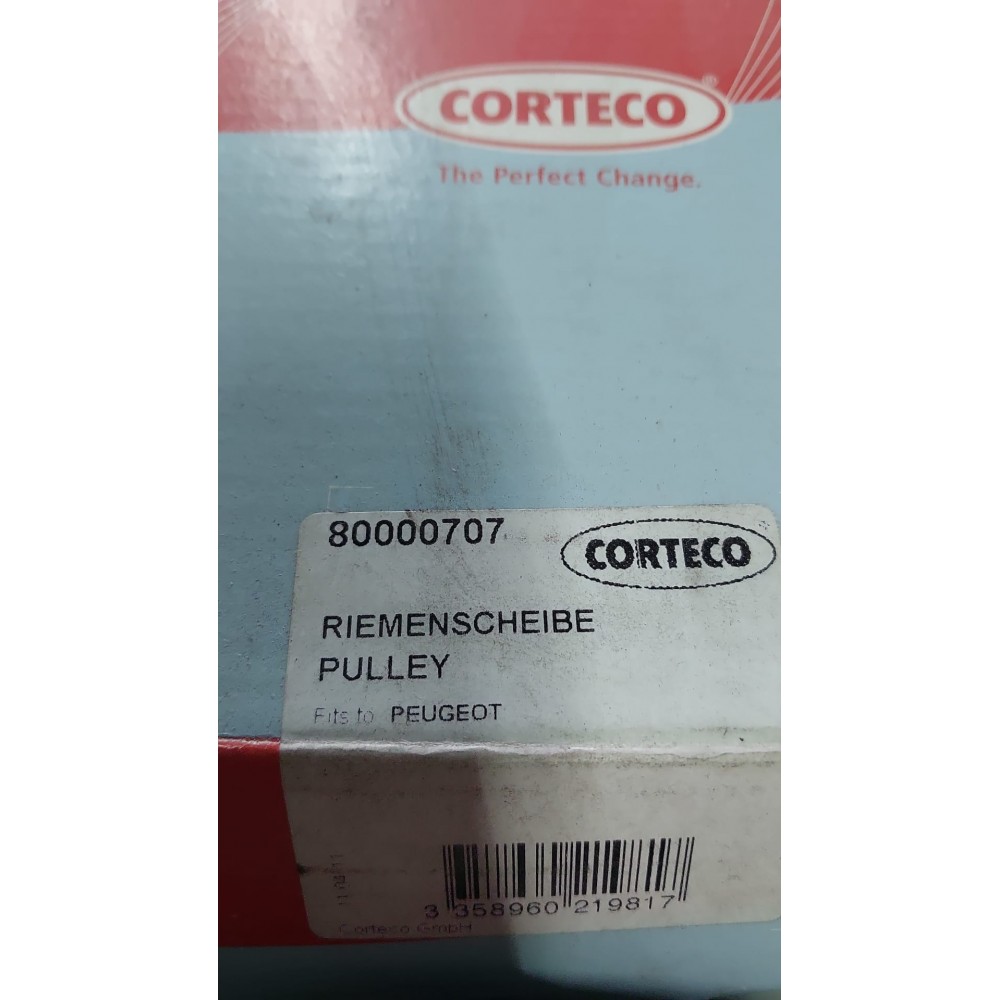 CORTECO®
The Perfect Change.
80000707
CORTECO
RIEMENSCHEIBE
PULLEY
Fits to PEUGEOT
3 358960 219817
Corteco GmbH